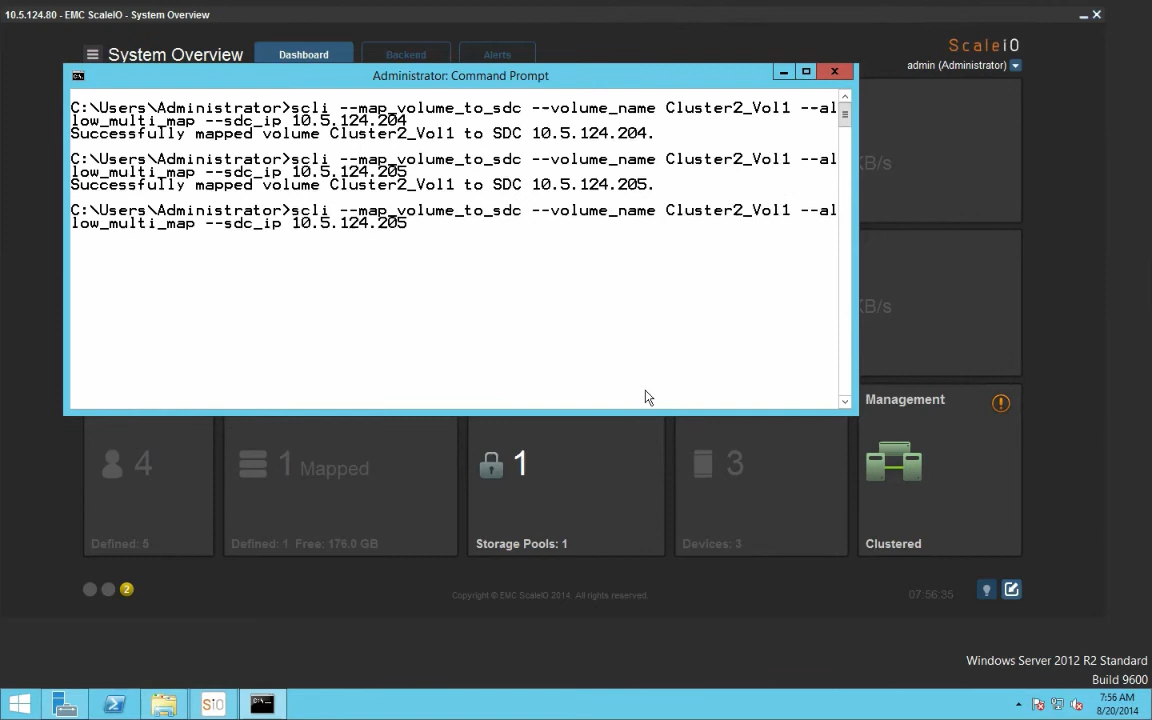 10.5.124.80 - EMC ScaleIO - System Overview
System Overview
Dashboard
Backend
Alerts
ScaleiO
admin (Administrator)
Administrator: Command Prompt
C:\Users\Administrator>scli --map_volume_to_sdc --volume_name Cluster2_Vol1 --al
low_multi_map --sdc_ip 10.5.124.204
Successfully mapped volume Cluster2_Vol1 to SDC 10.5.124.204.
C:\Users\Administrator>scli --map_volume_to_sdc --volume_name Cluster2_Vol1 --al
low_multi_map --sdc_ip 10.5.124.205
Successfully mapped volume Cluster2_Vol1 to SDC 10.5.124.205.
C:\Users\Administrator>scli --map_volume_to_sdc --volume_name Cluster2_Vol1 --al
low_multi_map --sdc_ip 10.5.124.205
KB/s
KB/s
Management
4
1 Mapped
1
3
Defined: 5
Defined: 1 Free: 176.0 GB
Storage Pools: 1
Devices: 3
Clustered
2
Copyright © EMC ScaleIO 2014. All rights reserved.
07:56:35
Windows Server 2012 R2 Standard
Build 9600
SiO
C:\
7:56 AM
8/20/2014